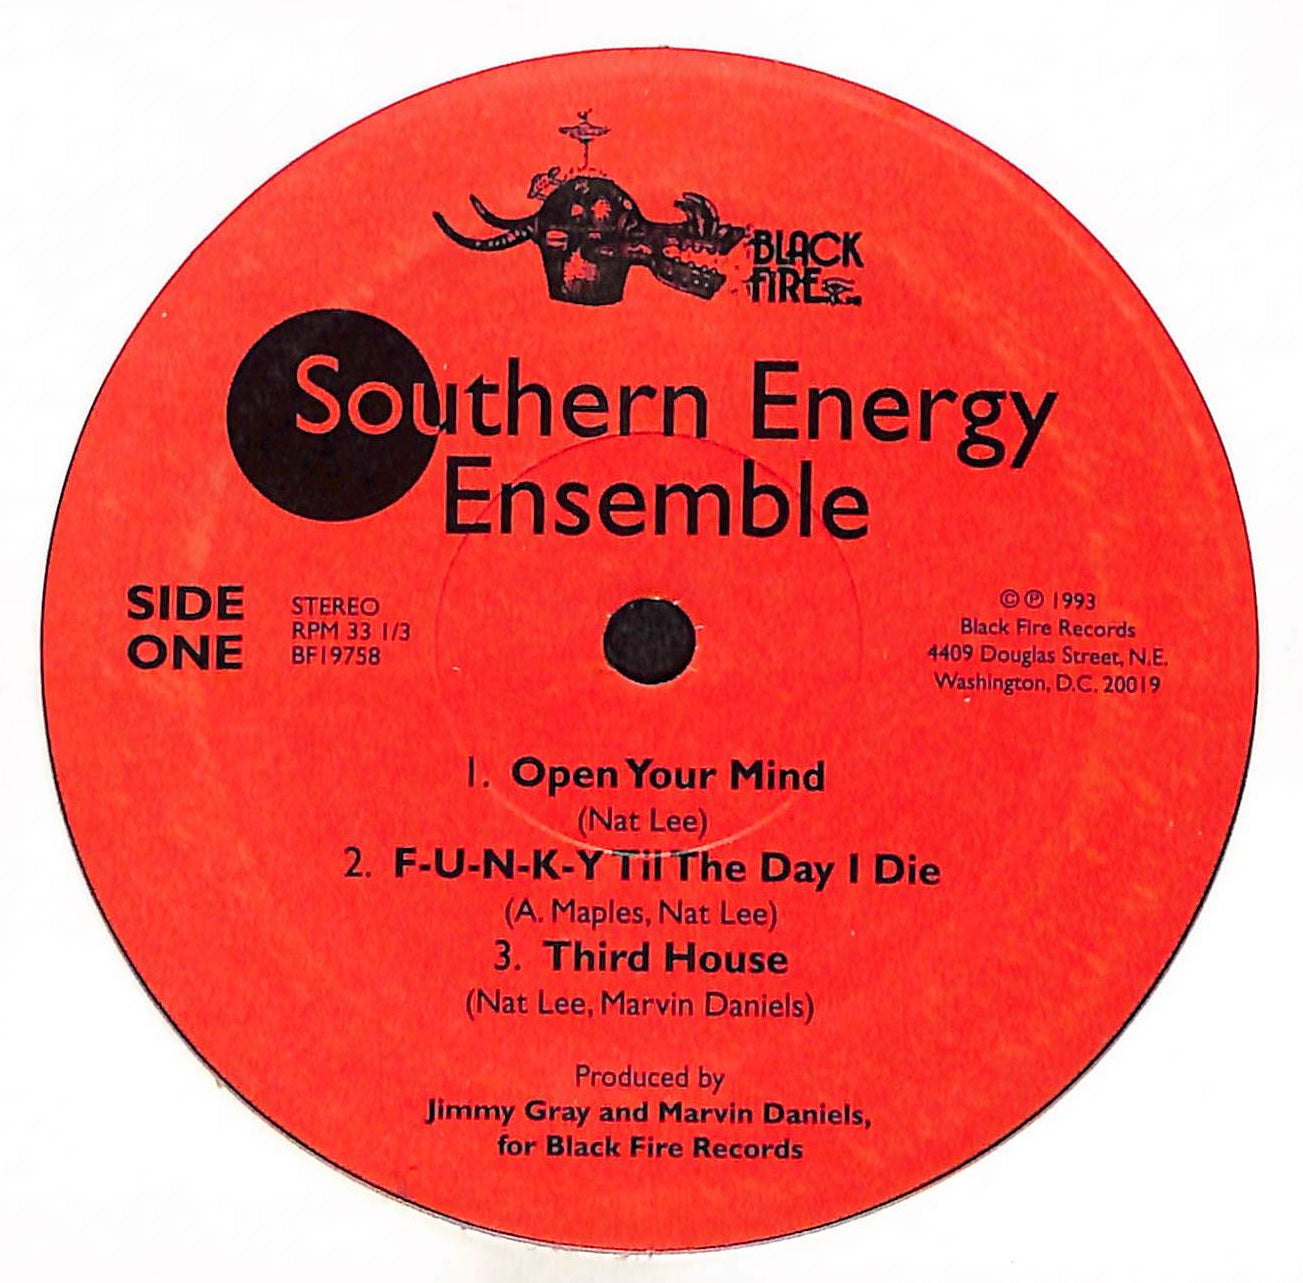 BLACK
FIRE
Southern Energy
Ensemble
SIDE
ONE
STEREO
RPM 33 1/3
BF19758
© ℗ 1993
Black Fire Records
4409 Douglas Street, N.E.
Washington, D.C. 20019
1. Open Your Mind
(Nat Lee)
2. F-U-N-K-Y Til The Day I Die
(A. Maples, Nat Lee)
3. Third House
(Nat Lee, Marvin Daniels)
Produced by
Jimmy Gray and Marvin Daniels,
for Black Fire Records